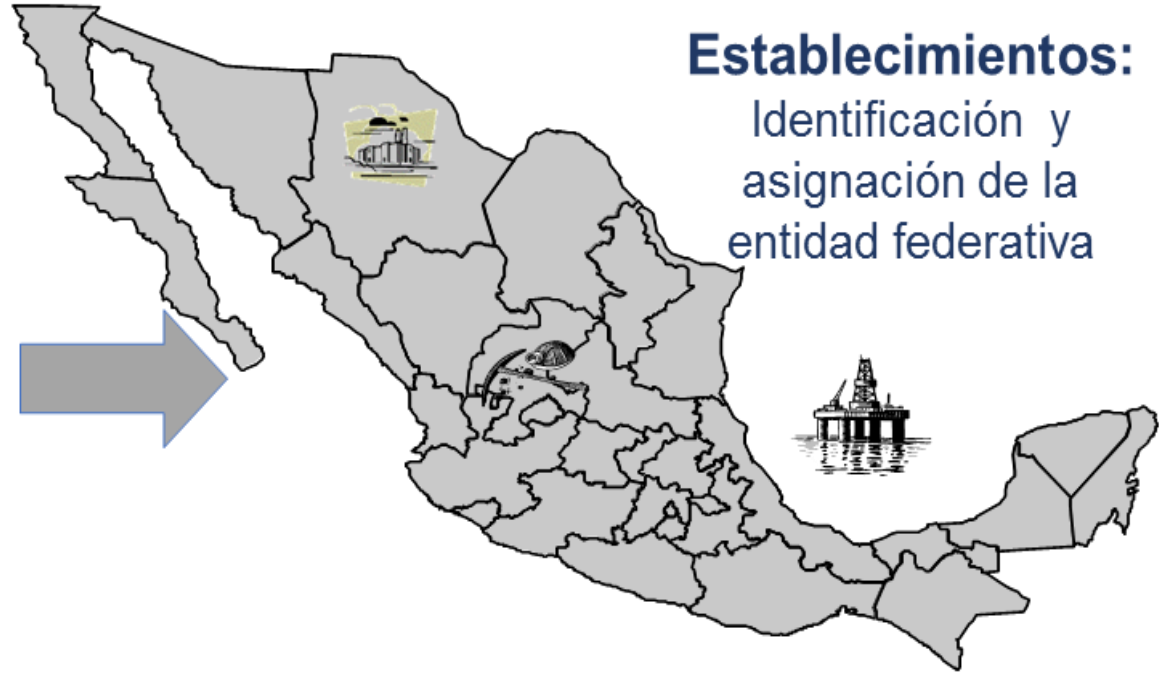 Establecimientos:
Identificación y
asignación de la
entidad federativa